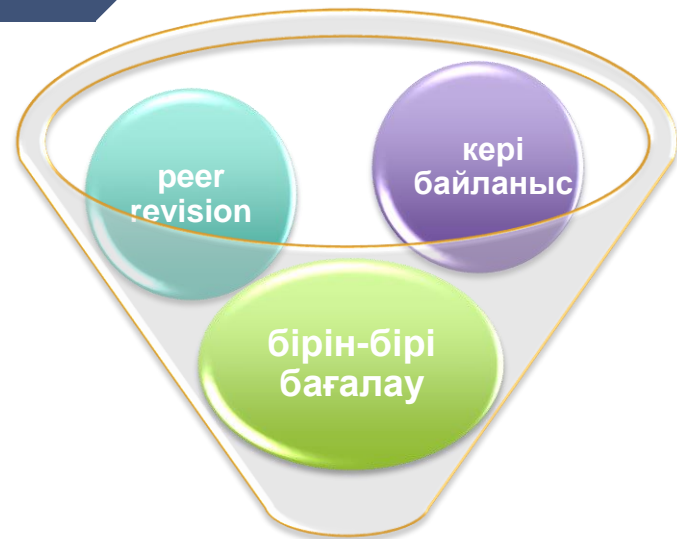 peer
revision
кері
байланыс
бірін-бірі
бағалау